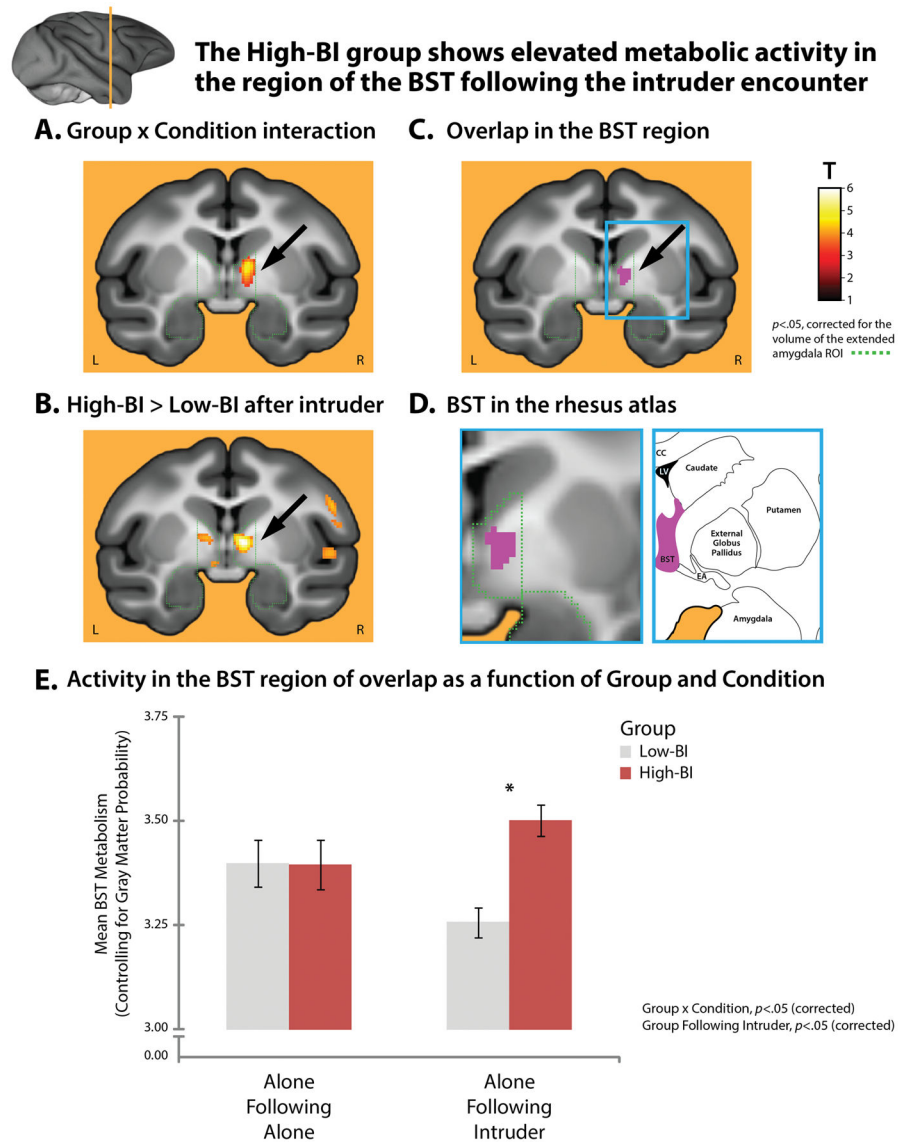 The High-BI group shows elevated metabolic activity in
the region of the BST following the intruder encounter
A. Group x Condition interaction
L
R
C. Overlap in the BST region
L
R
T
6
5
4
3
2
1
p<.05, corrected for the
volume of the extended
amygdala ROI
B. High-BI > Low-BI after intruder
L
R
D. BST in the rhesus atlas
CC
LV
Caudate
Putamen
External
Globus
Pallidus
BST
EA
Amygdala
E. Activity in the BST region of overlap as a function of Group and Condition
Mean BST Metabolism
(Controlling for Gray Matter Probability)
3.75
3.50
3.25
3.00
0.00
Group
Low-BI
High-BI
*
Group x Condition, p<.05 (corrected)
Group Following Intruder, p<.05 (corrected)
Alone
Following
Alone
Alone
Following
Intruder